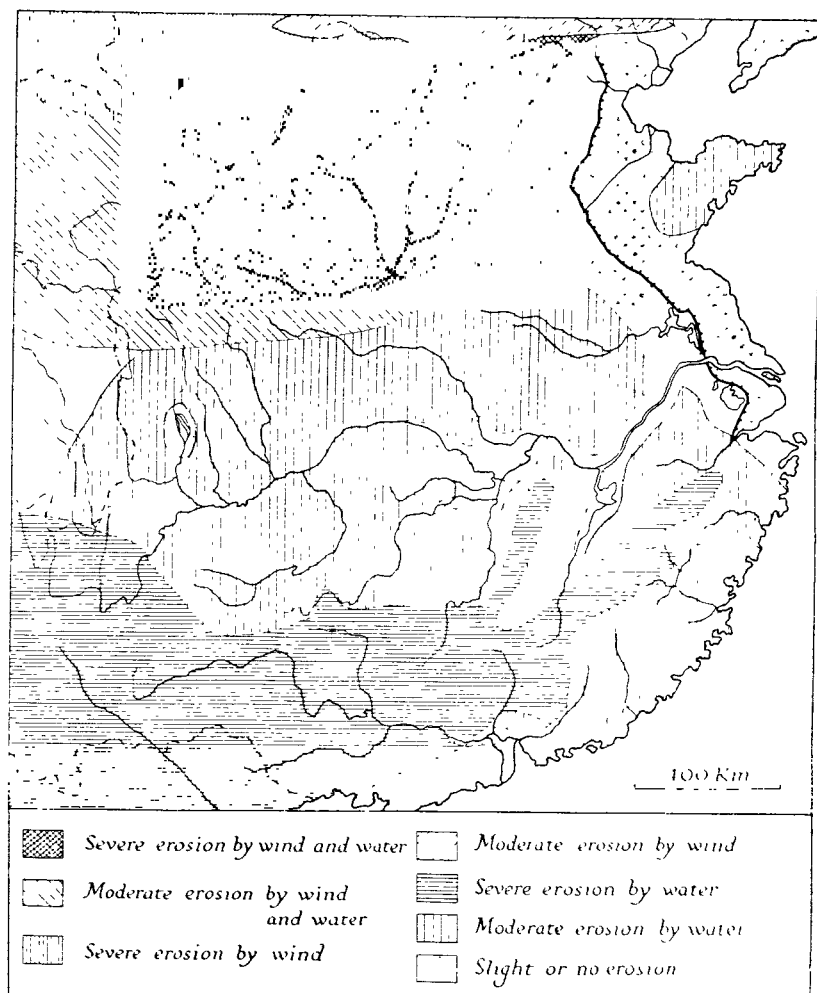 100 Km
Severe erosion by wind and water
Moderate erosion by wind
and water
Severe erosion by wind
Moderate erosion by wind
Severe erosion by water
Moderate erosion by water
Slight or no erosion